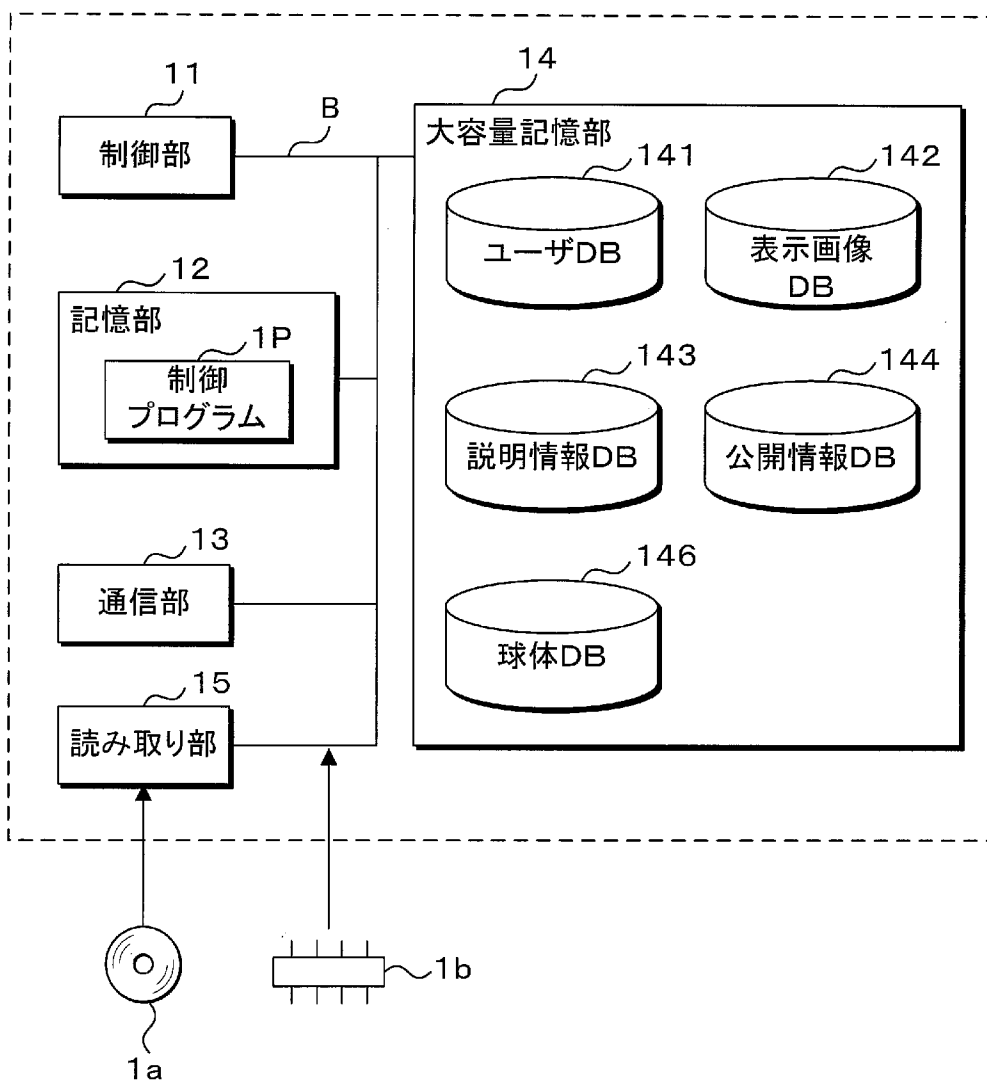 11
制御部
B
14
大容量記憶部
141
ユーザDB
142
表示画像
DB
12
記憶部
1P
制御
プログラム
143
説明情報DB
144
公開情報DB
13
通信部
146
球体DB
15
読み取り部
1b
1a